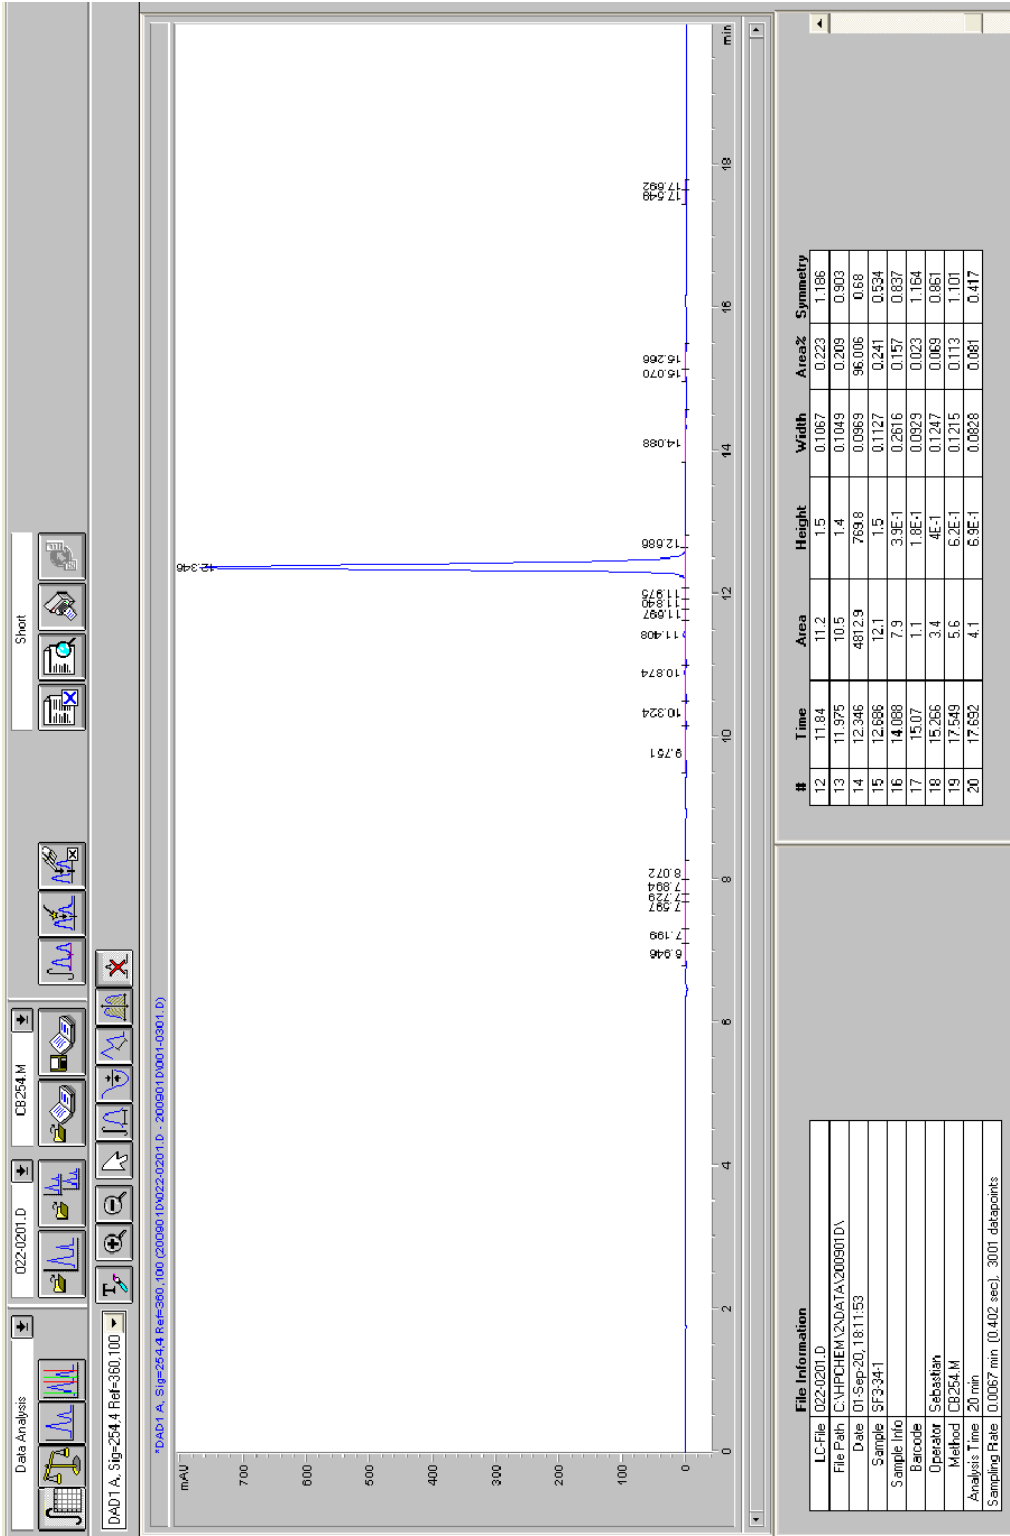 Data Analysis
022-0201.D
CB254.M
Short
DAD1 A, Sig=254,4 Ref=360,100
*DAD1 A, Sig=254,4 Ref=360,100 (200901D\022-0201.D - 200901D\001-0301.D)
mAU
700
600
500
400
300
200
100
0
6.946
7.199
7.597
7.729
7.894
8.072
9.751
10.324
10.874
11.408
11.697
11.840
11.975
12.346
12.686
14.088
15.070
15.266
17.549
17.692
0
2
4
6
8
10
12
14
16
18
min
File Information
LC-File 022-0201.D
File Path C:\HPCHEM\2\DATA\200901D\
Date 01-Sep-20, 18:11:53
Sample SF3-34-1
Sample Info
Barcode
Operator Sebastian
Method CB254.M
Analysis Time 20 min
Sampling Rate 0.0067 min (0.402 sec), 3001 datapoints
# Time Area Height Width Area% Symmetry
12 11.84 11.2 1.5 0.1067 0.223 1.186
13 11.975 10.5 1.4 0.1049 0.209 0.903
14 12.346 4812.9 769.8 0.0969 96.006 0.68
15 12.686 12.1 1.5 0.1127 0.241 0.534
16 14.088 7.9 3.9E-1 0.2616 0.157 0.837
17 15.07 1.1 1.8E-1 0.0929 0.023 1.164
18 15.266 3.4 4E-1 0.1247 0.069 0.861
19 17.549 5.6 6.2E-1 0.1215 0.113 1.101
20 17.692 4.1 6.9E-1 0.0828 0.081 0.417